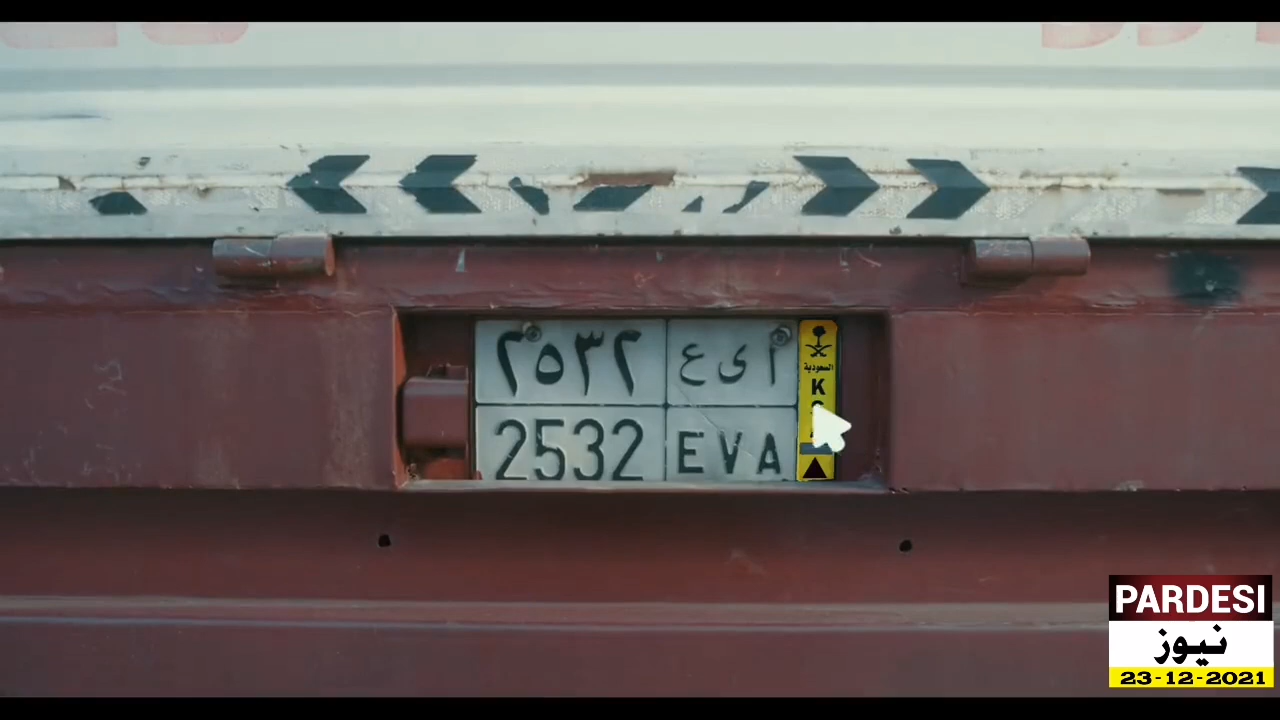 ٢٥٣٢ ا ى ع
2532 EVA
السعودية
K
PARDESI
نیوز
23-12-2021